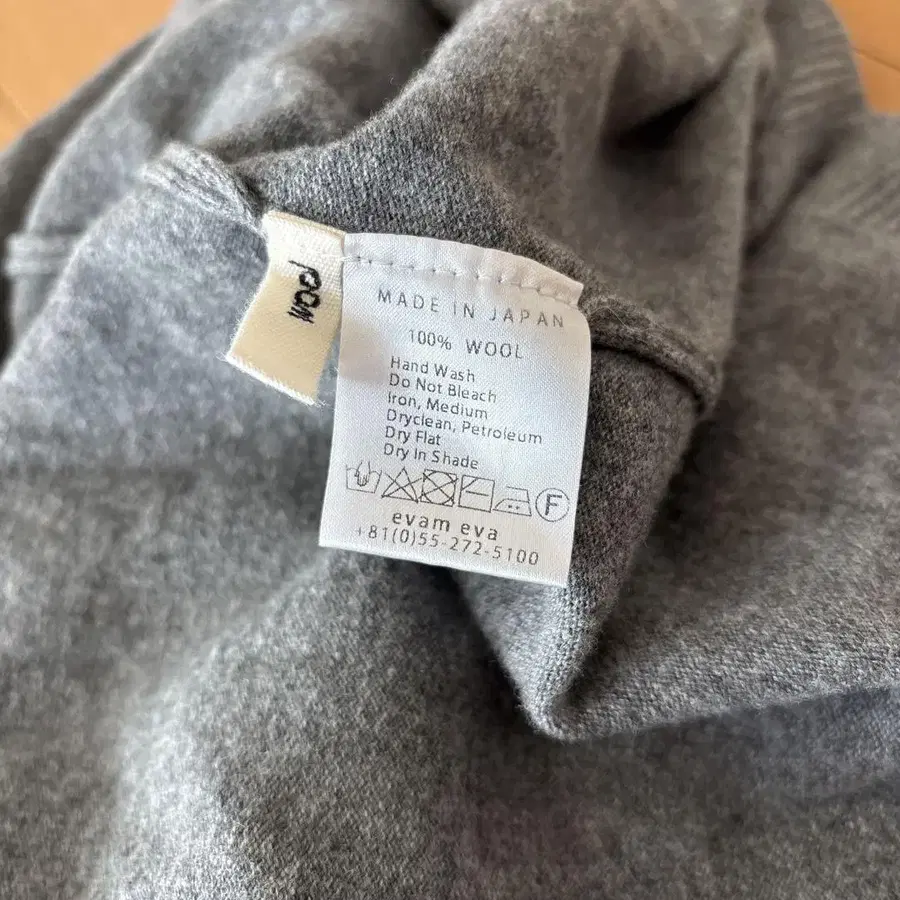 MADE IN JAPAN
100% WOOL
Hand Wash
Do Not Bleach
Iron, Medium
Dryclean, Petroleum
Dry Flat
Dry In Shade
F
evam eva
+81(0)55-272-5100